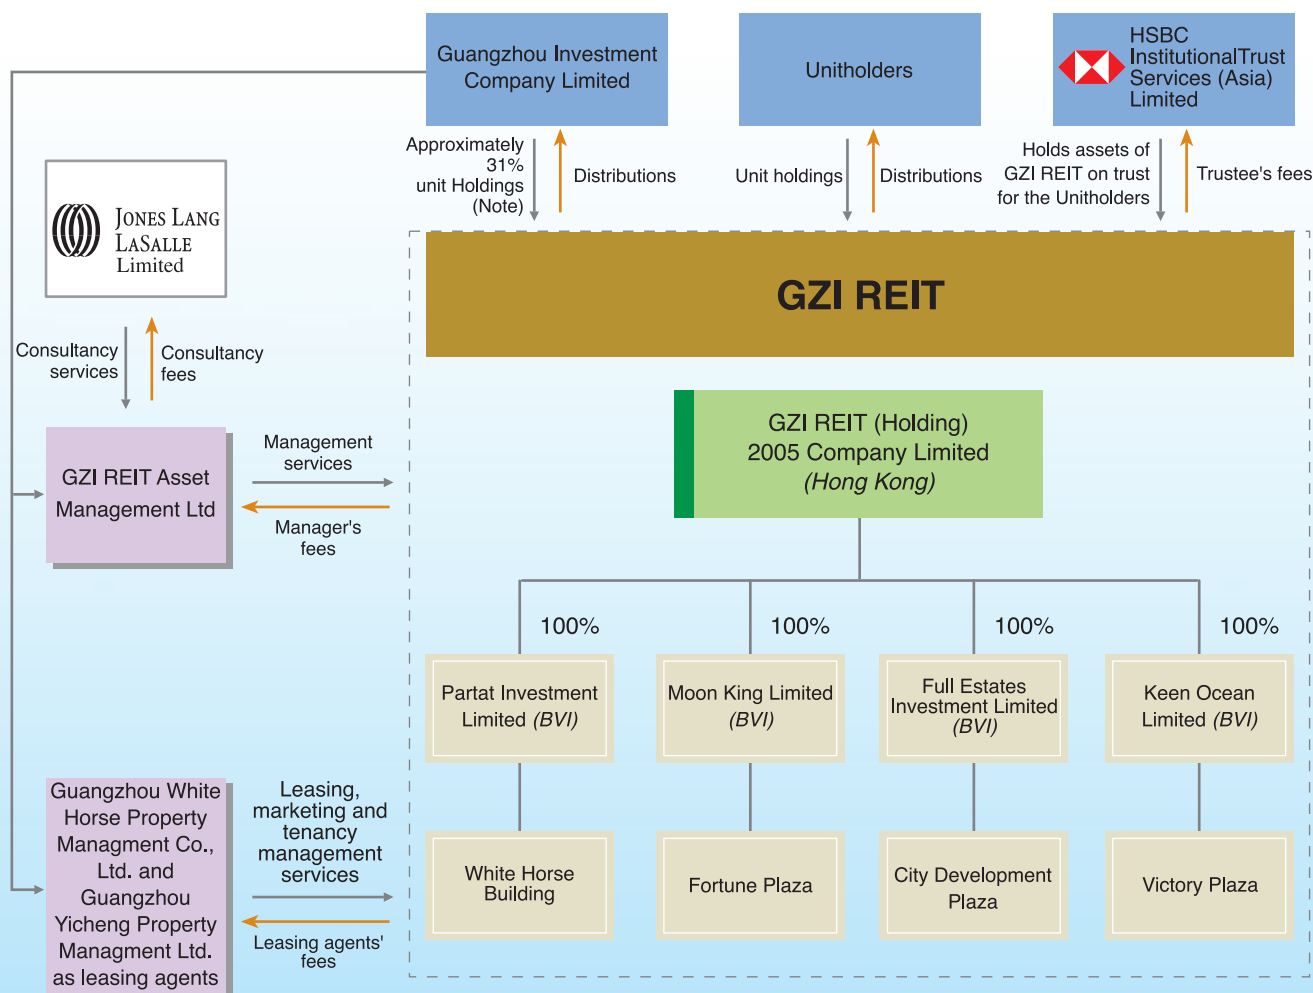 Guangzhou Investment
Company Limited
Unitholders
HSBC
InstitutionalTrust
Services (Asia)
Limited
Approximately
31%
unit Holdings
(Note)
Distributions
Unit holdings
Distributions
Holds assets of
GZI REIT on trust
for the Unitholders
Trustee's fees
JONES LANG
LASALLE
Limited
GZI REIT
Consultancy
services
Consultancy
fees
GZI REIT (Holding)
2005 Company Limited
(Hong Kong)
GZI REIT Asset
Management Ltd
Management
services
Manager's
fees
100%
100%
100%
100%
Partat Investment
Limited (BVI)
Moon King Limited
(BVI)
Full Estates
Investment Limited
(BVI)
Keen Ocean
Limited (BVI)
Guangzhou White
Horse Property
Managment Co.,
Ltd. and
Guangzhou
Yicheng Property
Managment Ltd.
as leasing agents
Leasing,
marketing and
tenancy
management
services
Leasing agents'
fees
White Horse
Building
Fortune Plaza
City Development
Plaza
Victory Plaza